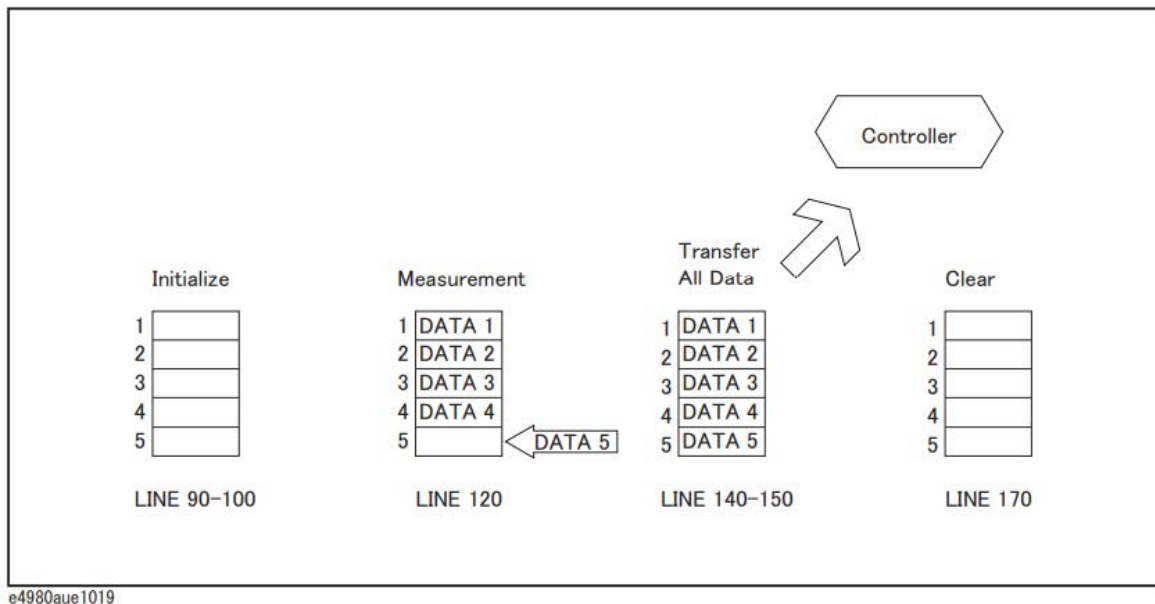 Controller
Initialize
1
2
3
4
5
LINE 90-100
Measurement
1 DATA 1
2 DATA 2
3 DATA 3
4 DATA 4
5
DATA 5
LINE 120
Transfer
All Data
1 DATA 1
2 DATA 2
3 DATA 3
4 DATA 4
5 DATA 5
LINE 140-150
Clear
1
2
3
4
5
LINE 170
e4980aue1019